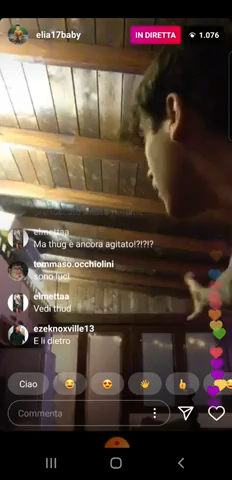 elia17baby
IN DIRETTA
1.076
elmettaa
Ma thug è ancora agitato!?!?!?
tommaso.occhiolini
sono luci
elmettaa
Vedi thud
ezeknoxville13
E li dietro
Ciao
Commenta